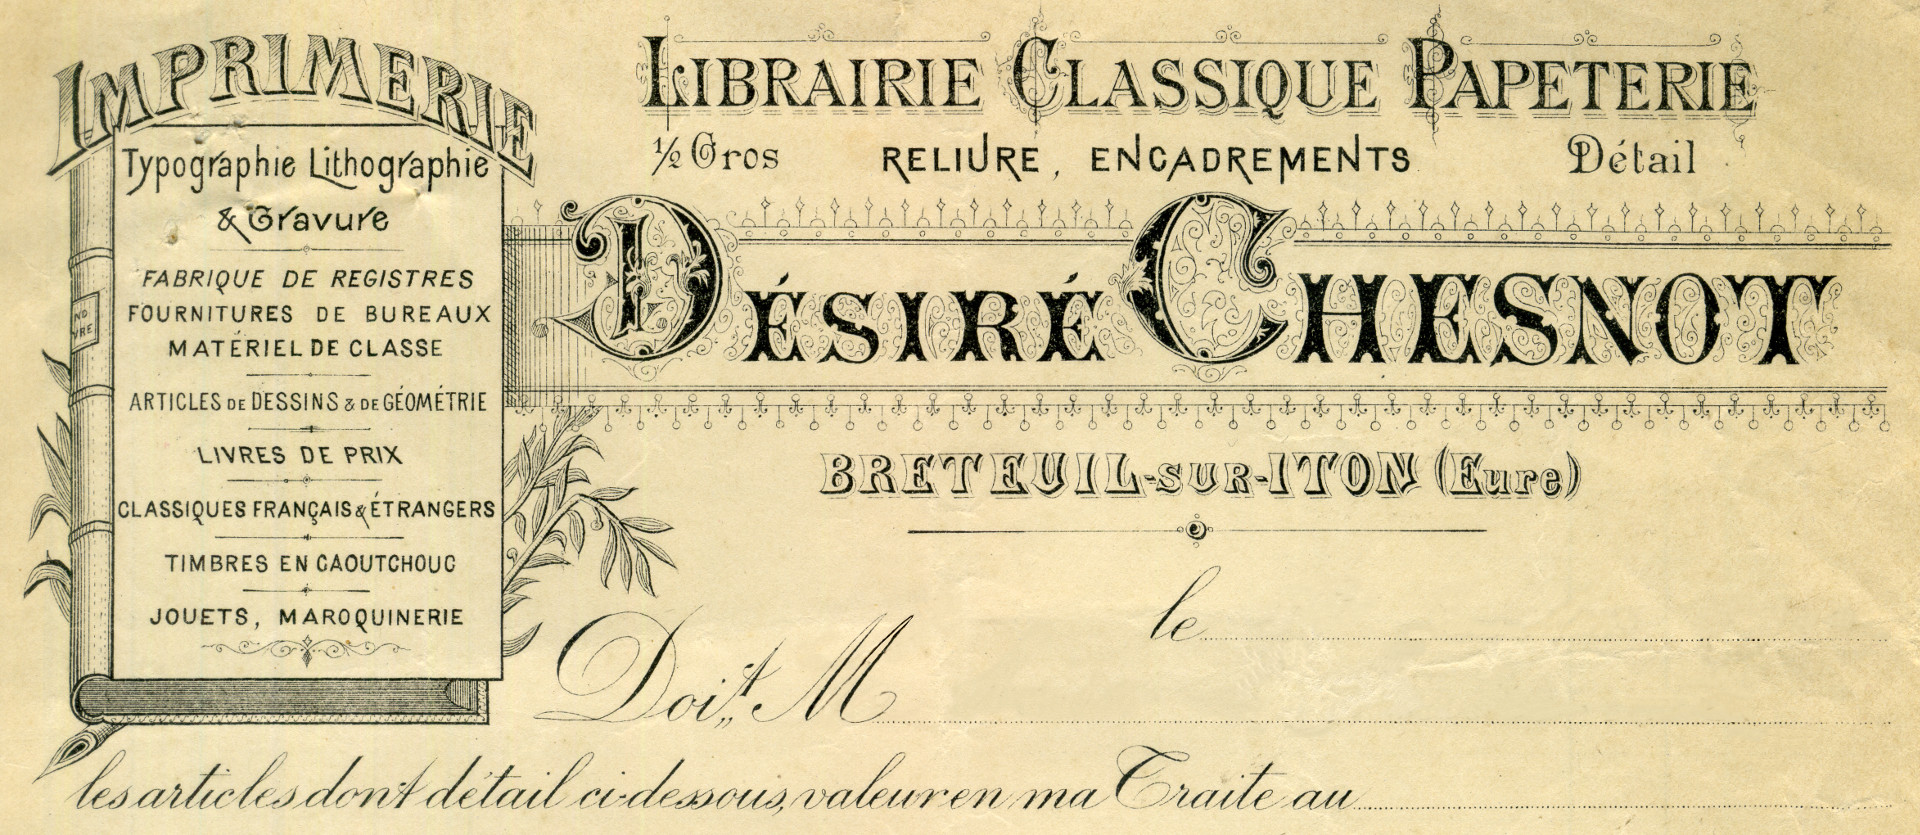 IMPRIMERIE
Typographie Lithographie
& Gravure
FABRIQUE DE REGISTRES
FOURNITURES DE BUREAUX
MATÉRIEL DE CLASSE
ARTICLES DE DESSINS & DE GÉOMÉTRIE
LIVRES DE PRIX
CLASSIQUES FRANÇAIS & ÉTRANGERS
TIMBRES EN CAOUTCHOUC
JOUETS, MAROQUINERIE
LIBRAIRIE CLASSIQUE PAPETERIE
1/2 Gros RELIURE, ENCADREMENTS Détail
DÉSIRÉ CHESNOT
BRETEUIL-SUR-ITON (Eure)
le
Doit M
les articles dont détail ci-dessous, valeur en ma Traite au